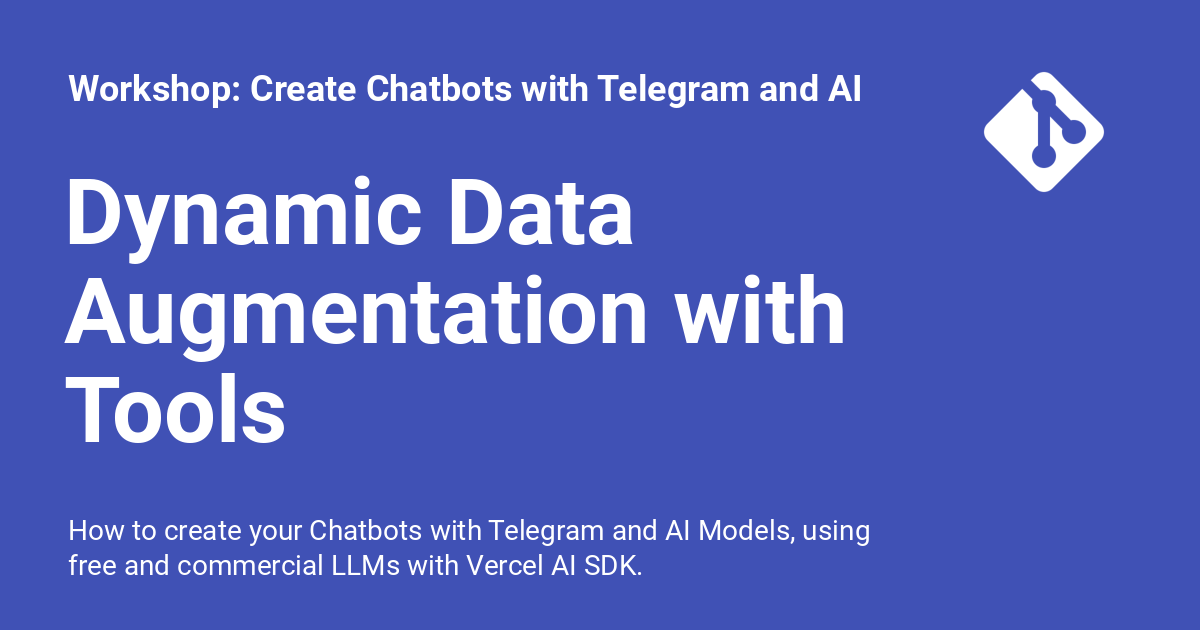 Workshop: Create Chatbots with Telegram and AI
Dynamic Data
Augmentation with
Tools
How to create your Chatbots with Telegram and AI Models, using
free and commercial LLMs with Vercel AI SDK.